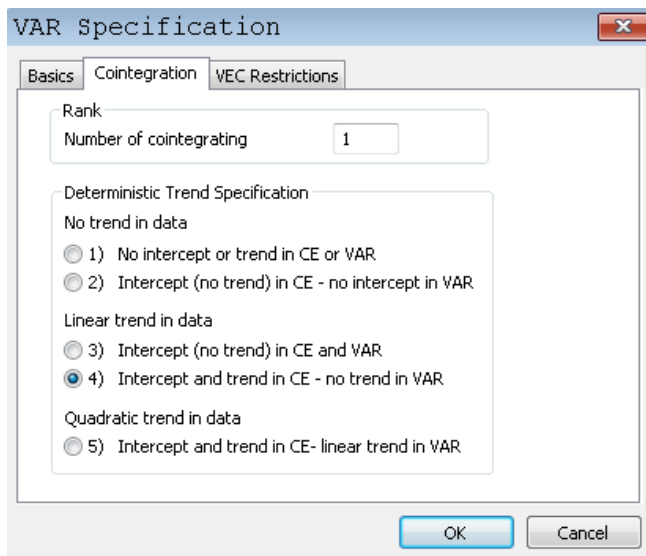 VAR Specification
Basics Cointegration VEC Restrictions
Rank
Number of cointegrating 1
Deterministic Trend Specification
No trend in data
1) No intercept or trend in CE or VAR
2) Intercept (no trend) in CE - no intercept in VAR
Linear trend in data
3) Intercept (no trend) in CE and VAR
4) Intercept and trend in CE - no trend in VAR
Quadratic trend in data
5) Intercept and trend in CE- linear trend in VAR
OK Cancel